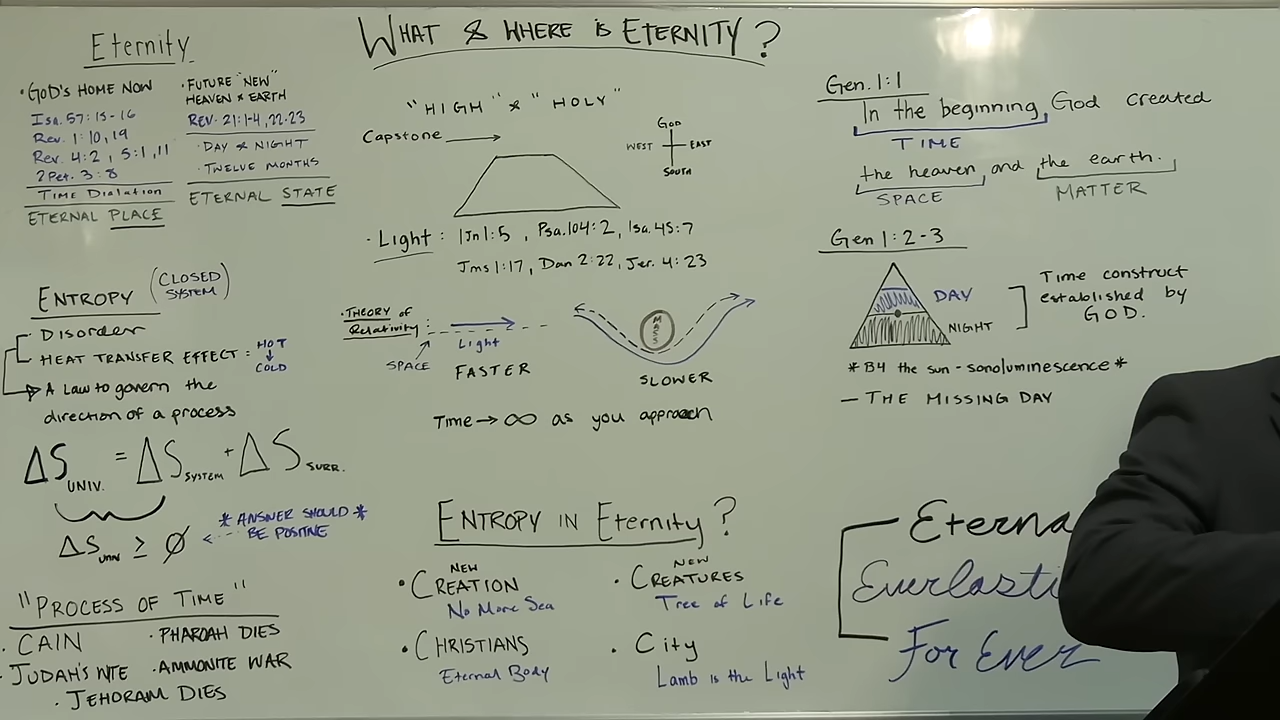 WHAT & WHERE IS ETERNITY?
Eternity
• GOD'S HOME NOW
Isa. 57:15-16
Rev. 1:10, 19
Rev. 4:2, 5:1, 11
2 Pet. 3:8
TIME DIALATION
ETERNAL PLACE
• FUTURE "NEW"
HEAVEN & EARTH
REV. 21:1-4, 22-23
• DAY & NIGHT
• TWELVE MONTHS
ETERNAL STATE
ENTROPY (CLOSED
SYSTEM)
• Disorder
• HEAT TRANSFER EFFECT: HOT
↓
COLD
A LAW to govern the
direction of a process
ΔS UNIV. = ΔS SYSTEM + ΔS SURR.
ΔS UNIV ≥ Ø
* ANSWER SHOULD *
BE POSITIVE
"PROCESS OF TIME"
• CAIN
• JUDAH'S WIFE
• JEHORAM DIES
• PHAROAH DIES
• AMMONITE WAR
"HIGH" & "HOLY"
Capstone →
GOD
WEST
EAST
SOUTH
• Light: 1Jn 1:5, Psa. 104:2, Isa. 45:7
Jms 1:17, Dan 2:22, Jer. 4:23
• THEORY of
Relativity:
Light
SPACE
FASTER
MASS
SLOWER
Time → ∞ as you approach
ENTROPY IN Eternity?
• NEW
CREATION
No More Sea
• NEW
CREATURES
Tree of Life
• CHRISTIANS
Eternal Body
• City
Lamb is the Light
Gen. 1:1
In the beginning, God created
TIME
the heaven, and the earth.
SPACE
MATTER
Gen 1:2-3
DAY
NIGHT
Time construct
established by
GOD.
* B4 the sun - sonoluminescence *
— THE MISSING DAY
Eterna
Everlasti
For Ever